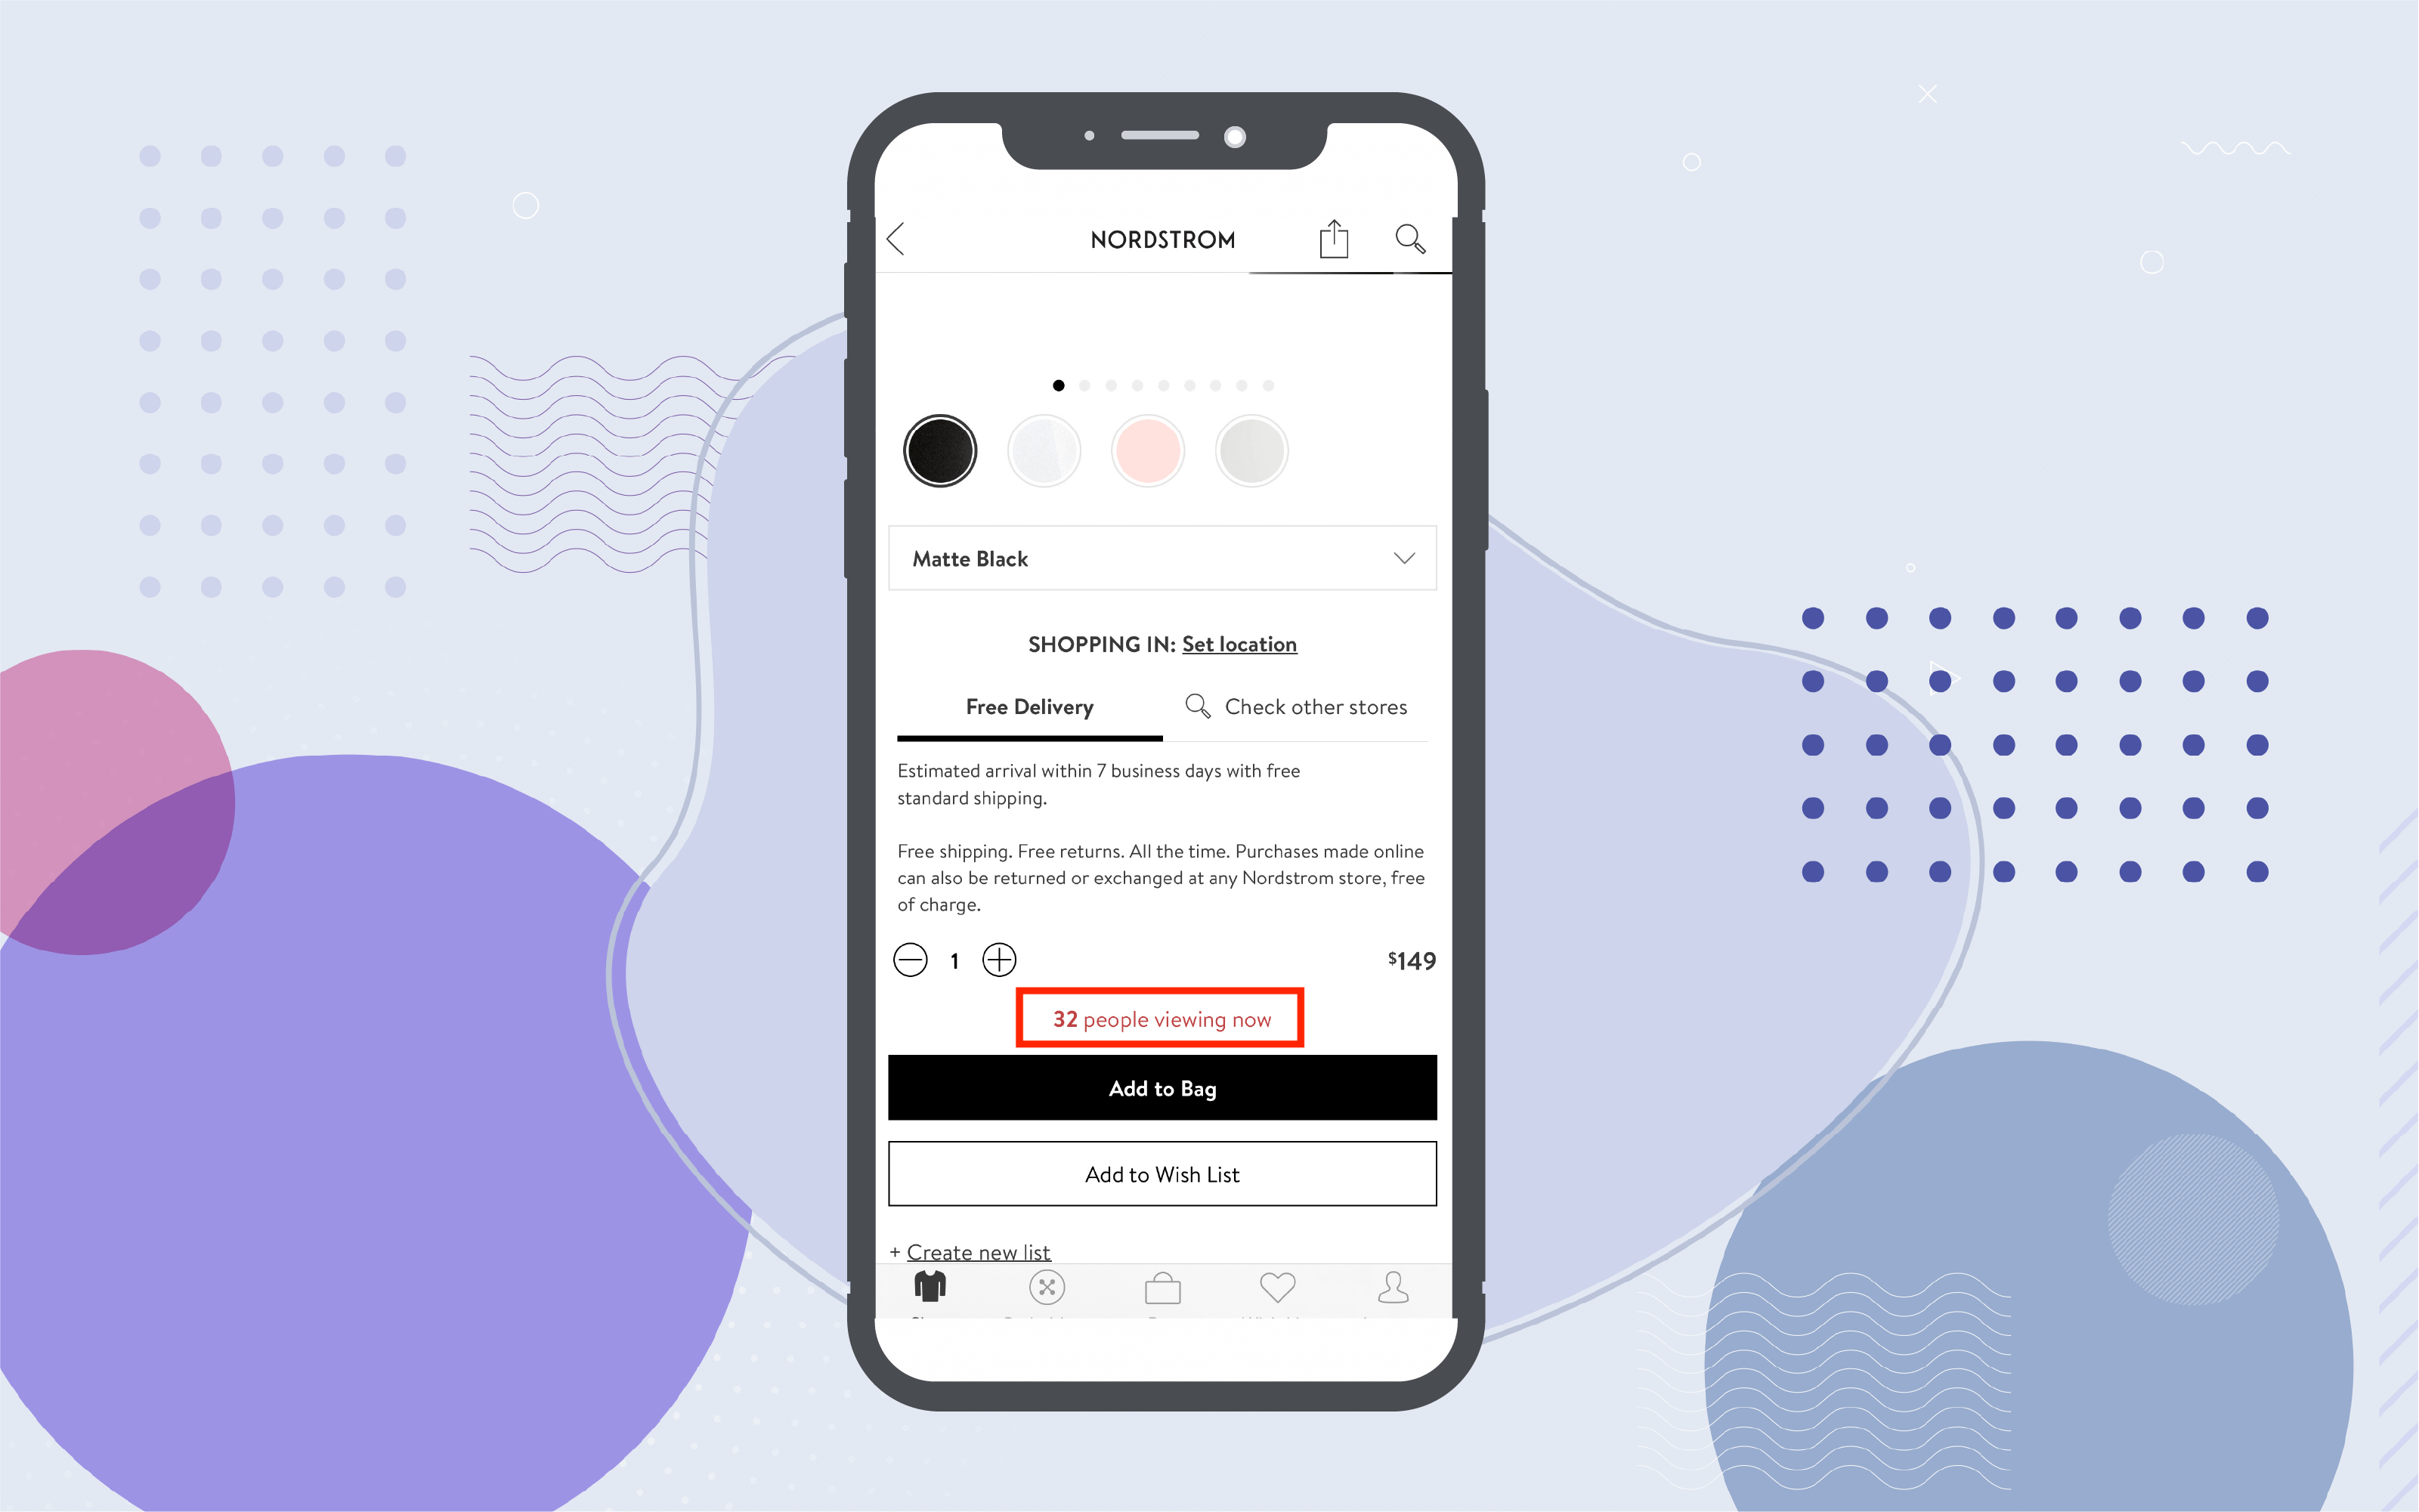 NORDSTROM
Matte Black
SHOPPING IN: Set location
Free Delivery
Check other stores
Estimated arrival within 7 business days with free
standard shipping.
Free shipping. Free returns. All the time. Purchases made online
can also be returned or exchanged at any Nordstrom store, free
of charge.
1
$149
32 people viewing now
Add to Bag
Add to Wish List
+ Create new list